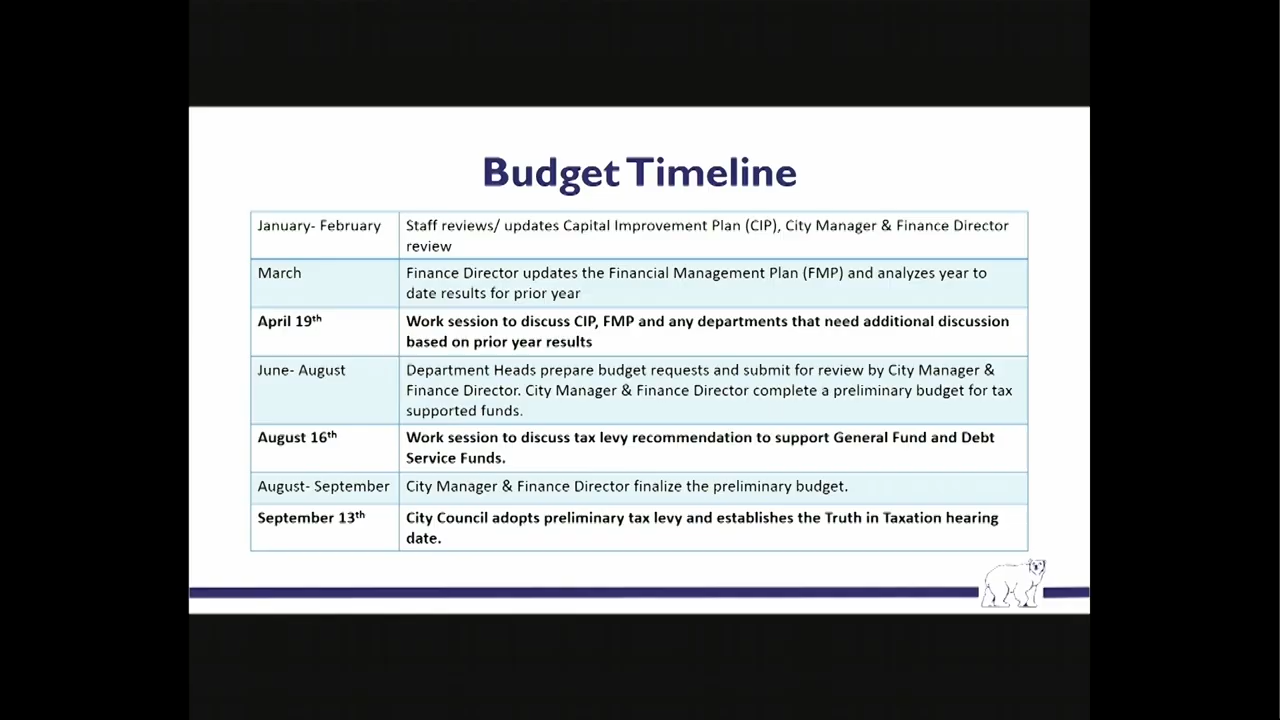 Budget Timeline
January- February
Staff reviews/ updates Capital Improvement Plan (CIP), City Manager & Finance Director
review
March
Finance Director updates the Financial Management Plan (FMP) and analyzes year to
date results for prior year
April 19th
Work session to discuss CIP, FMP and any departments that need additional discussion
based on prior year results
June- August
Department Heads prepare budget requests and submit for review by City Manager &
Finance Director. City Manager & Finance Director complete a preliminary budget for tax
supported funds.
August 16th
Work session to discuss tax levy recommendation to support General Fund and Debt
Service Funds.
August- September
City Manager & Finance Director finalize the preliminary budget.
September 13th
City Council adopts preliminary tax levy and establishes the Truth in Taxation hearing
date.